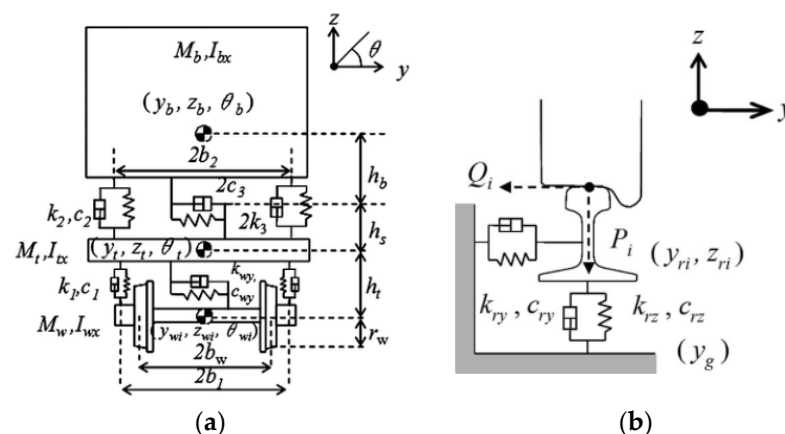 M_b, I_bx
(y_b, z_b, θ_b)
2b_2
z
θ
y
h_b
2c_3
k_2, c_2
2k_3
h_s
M_t, I_tx
(y_t, z_t, θ_t)
k_1, c_1
k_wy,
c_wy
h_t
M_w, I_wx
(y_wi, z_wi, θ_wi)
r_w
2b_w
2b_1
(a)
z
y
Q_i
P_i
(y_ri, z_ri)
k_ry, c_ry
k_rz, c_rz
(y_g)
(b)